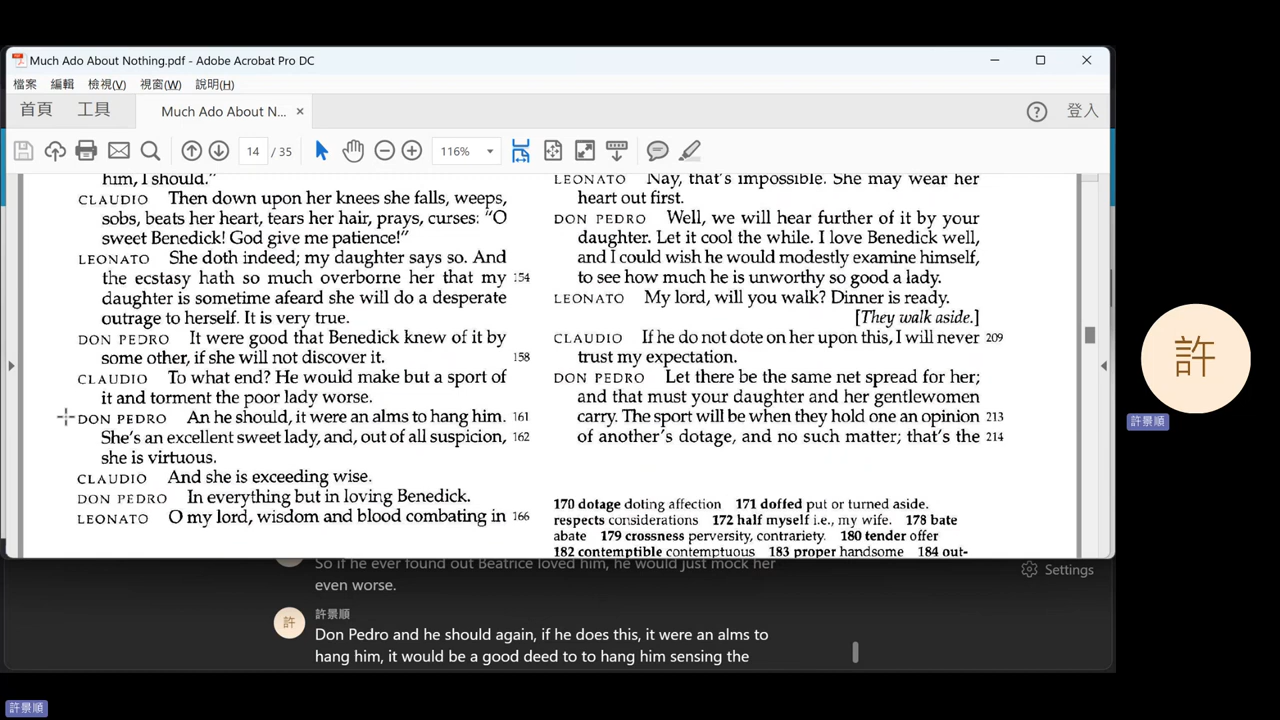 Much Ado About Nothing.pdf - Adobe Acrobat Pro DC
檔案 編輯 檢視(V) 視窗(W) 說明(H)
首頁 工具 Much Ado About N... × ? 登入
14 / 35 116%
him, I should."
CLAUDIO Then down upon her knees she falls, weeps,
sobs, beats her heart, tears her hair, prays, curses: "O
sweet Benedick! God give me patience!"
LEONATO She doth indeed; my daughter says so. And
the ecstasy hath so much overborne her that my 154
daughter is sometime afeard she will do a desperate
outrage to herself. It is very true.
DON PEDRO It were good that Benedick knew of it by
some other, if she will not discover it. 158
CLAUDIO To what end? He would make but a sport of
it and torment the poor lady worse.
DON PEDRO An he should, it were an alms to hang him. 161
She's an excellent sweet lady, and, out of all suspicion, 162
she is virtuous.
CLAUDIO And she is exceeding wise.
DON PEDRO In everything but in loving Benedick.
LEONATO O my lord, wisdom and blood combating in 166
LEONATO Nay, that's impossible. She may wear her
heart out first.
DON PEDRO Well, we will hear further of it by your
daughter. Let it cool the while. I love Benedick well,
and I could wish he would modestly examine himself,
to see how much he is unworthy so good a lady.
LEONATO My lord, will you walk? Dinner is ready.
[They walk aside.]
CLAUDIO If he do not dote on her upon this, I will never 209
trust my expectation.
DON PEDRO Let there be the same net spread for her;
and that must your daughter and her gentlewomen
carry. The sport will be when they hold one an opinion 213
of another's dotage, and no such matter; that's the 214
170 dotage doting affection 171 doffed put or turned aside.
respects considerations 172 half myself i.e., my wife. 178 bate
abate 179 crossness perversity, contrariety. 180 tender offer
182 contemptible contemptuous 183 proper handsome 184 out-
So if he ever found out Beatrice loved him, he would just mock her
even worse.
Settings
許
許景順
Don Pedro and he should again, if he does this, it were an alms to
hang him, it would be a good deed to to hang him sensing the
許
許景順
許景順